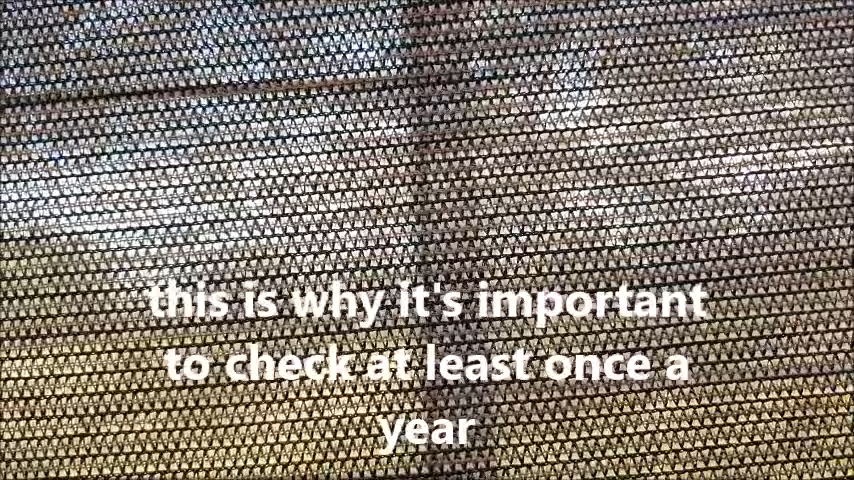 this is why it's important
to check at least once a
year